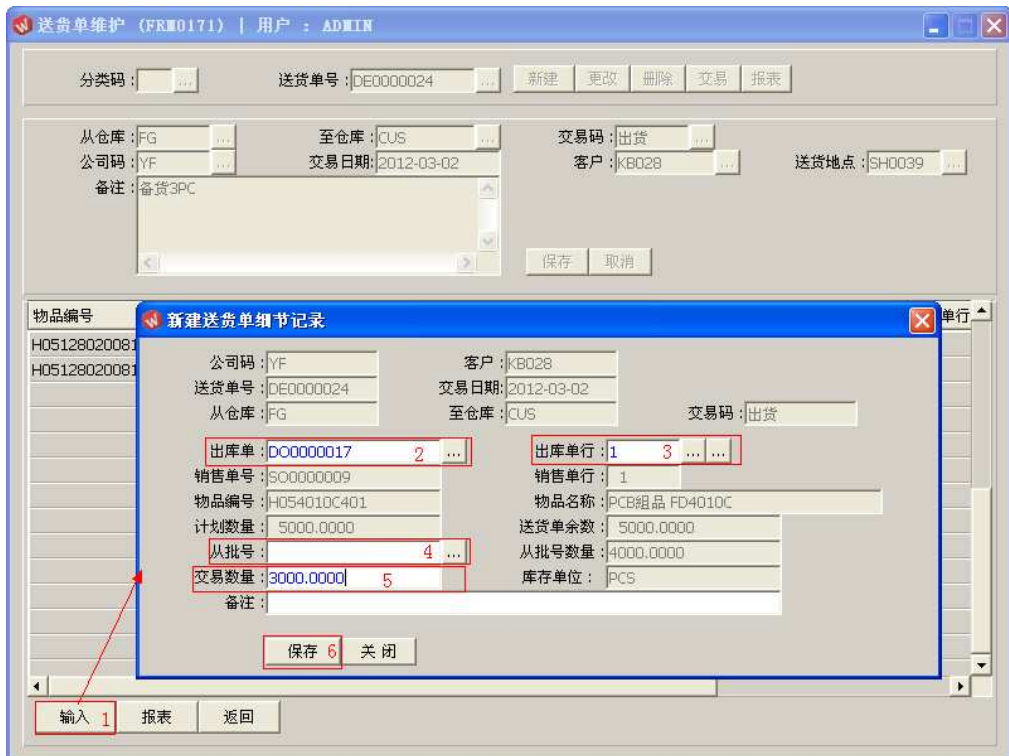 送货单维护 (FRM0171) | 用户 : ADMIN
分类码: ... 送货单号:DE0000024 ... 新建 更改 删除 交易 报表
从仓库:FG ... 至仓库:CUS ... 交易码:出货 ...
公司码:YF ... 交易日期:2012-03-02 客户:KB028 ... 送货地点:SH0039 ...
备注:备货3PC
保存 取消
物品编号 单行
H05128020081
H05128020081
新建送货单细节记录
公司码:YF 客户:KB028
送货单号:DE0000024 交易日期:2012-03-02
从仓库:FG 至仓库:CUS 交易码:出货
出库单:DO0000017 2 ... 出库单行:1 3 ... ...
销售单号:SO0000009 销售单行: 1
物品编号:H054010C401 物品名称:PCB組品 FD4010C
计划数量: 5000.0000 送货单余数: 5000.0000
从批号: 4 ... 从批号数量:4000.0000
交易数量:3000.0000 5 库存单位: PCS
备注:
保存 6 关闭
输入 1 报表 返回